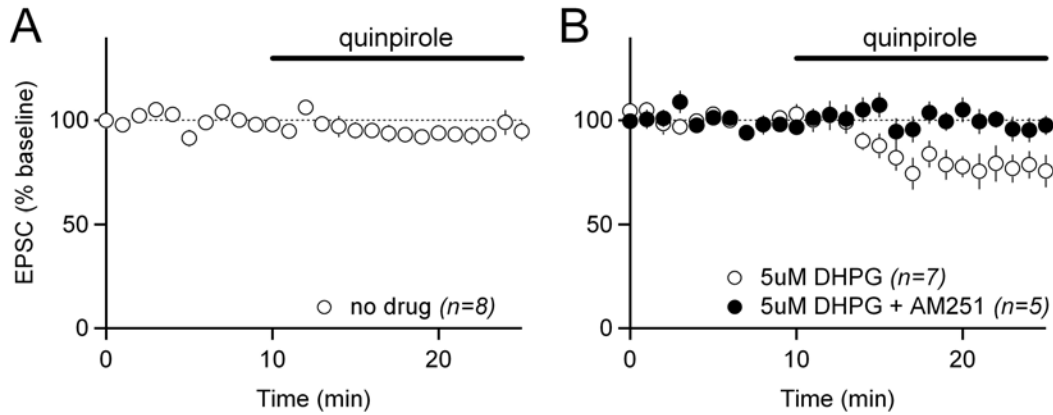 A
quinpirole
EPSC (% baseline)
100
50
0
no drug (n=8)
0
10
20
Time (min)
B
quinpirole
100
50
0
5uM DHPG (n=7)
5uM DHPG + AM251 (n=5)
0
10
20
Time (min)